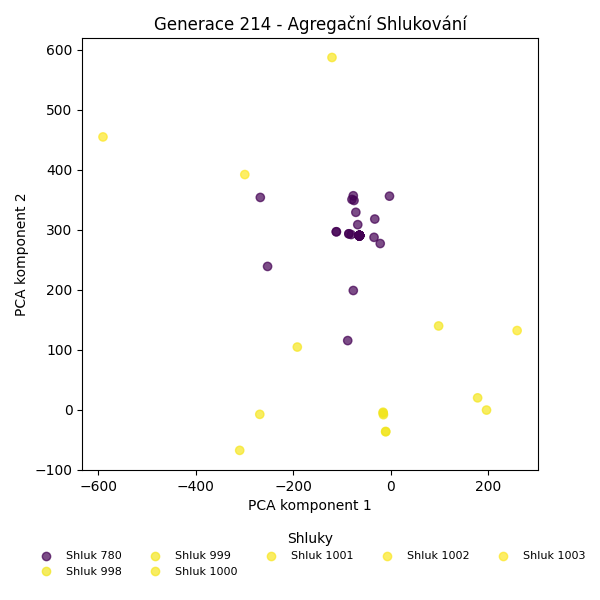 Generace 214 - Agregační Shlukování
600
500
400
300
200
100
0
−100
PCA komponent 2
−600 −400 −200 0 200
PCA komponent 1
Shluky
Shluk 780 Shluk 999 Shluk 1001 Shluk 1002 Shluk 1003
Shluk 998 Shluk 1000